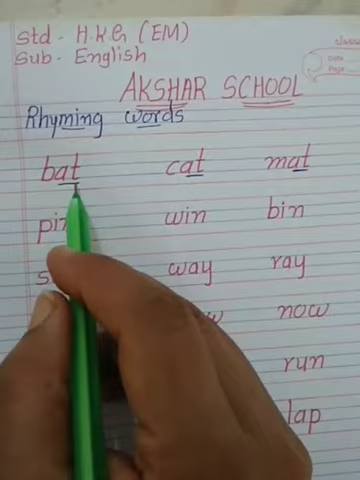 Std - H.K.G (EM)
Sub - English
AKSHAR SCHOOL
Rhyming words
bat cat mat
win bin
way ray
now
run
lap